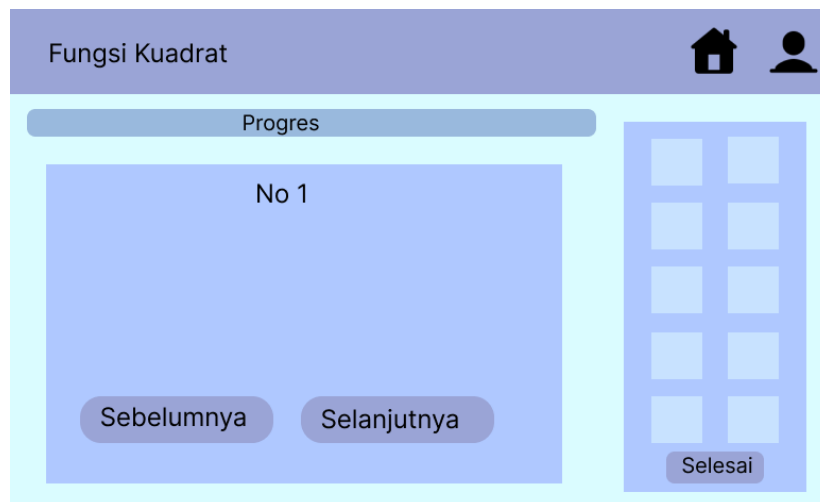 Fungsi Kuadrat
Progres
No 1
Sebelumnya
Selanjutnya
Selesai